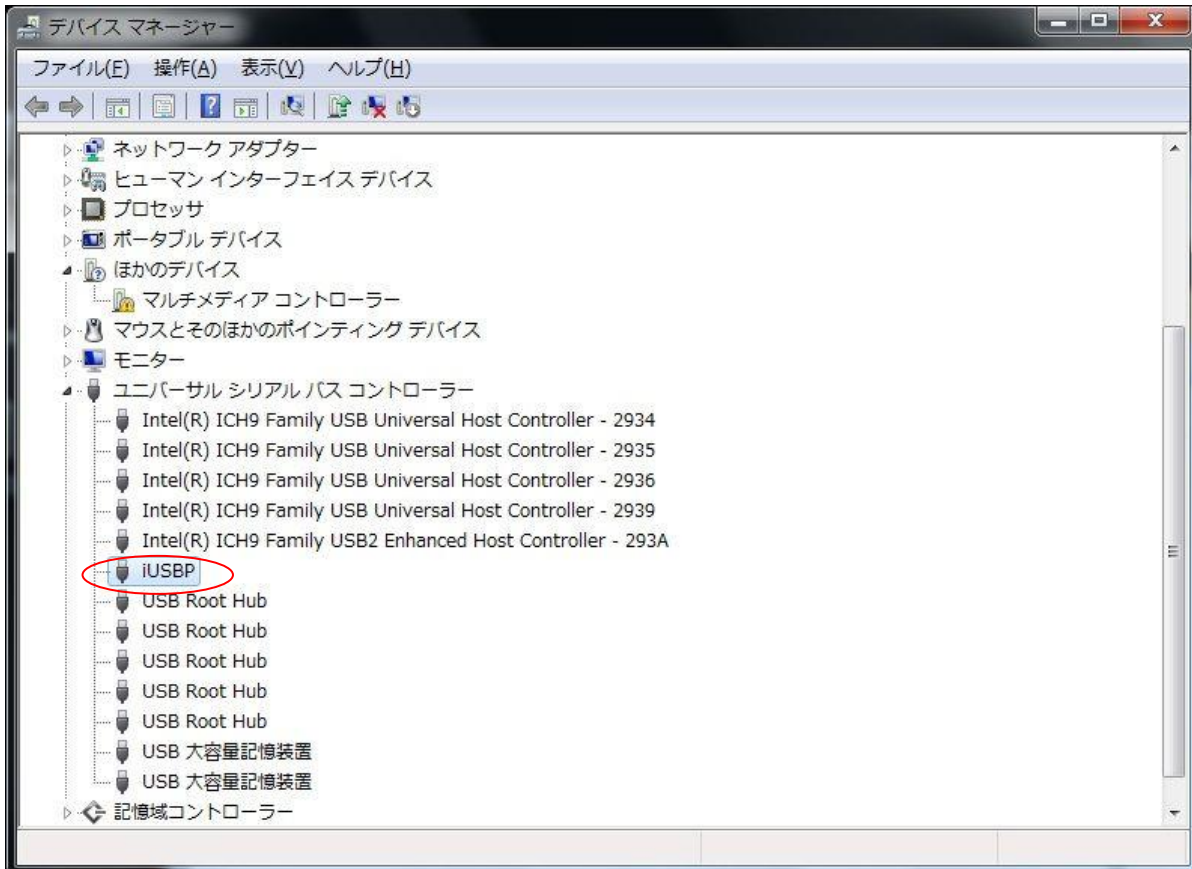 デバイス マネージャー
ファイル(F) 操作(A) 表示(V) ヘルプ(H)
ネットワーク アダプター
ヒューマン インターフェイス デバイス
プロセッサ
ポータブル デバイス
ほかのデバイス
マルチメディア コントローラー
マウスとそのほかのポインティング デバイス
モニター
ユニバーサル シリアル バス コントローラー
Intel(R) ICH9 Family USB Universal Host Controller - 2934
Intel(R) ICH9 Family USB Universal Host Controller - 2935
Intel(R) ICH9 Family USB Universal Host Controller - 2936
Intel(R) ICH9 Family USB Universal Host Controller - 2939
Intel(R) ICH9 Family USB2 Enhanced Host Controller - 293A
iUSBP
USB Root Hub
USB Root Hub
USB Root Hub
USB Root Hub
USB Root Hub
USB 大容量記憶装置
USB 大容量記憶装置
記憶域コントローラー